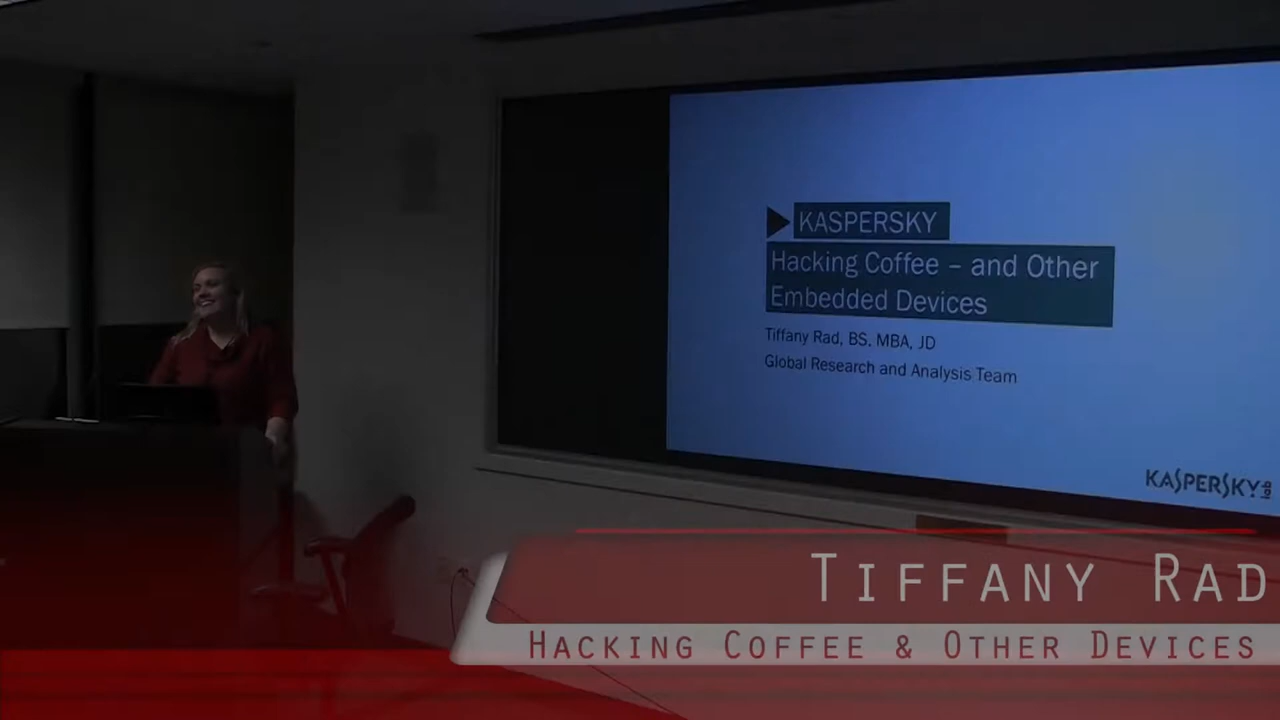 KASPERSKY
Hacking Coffee – and Other
Embedded Devices
Tiffany Rad, BS, MBA, JD
Global Research and Analysis Team
KASPERSKY lab
TIFFANY RAD
HACKING COFFEE & OTHER DEVICES